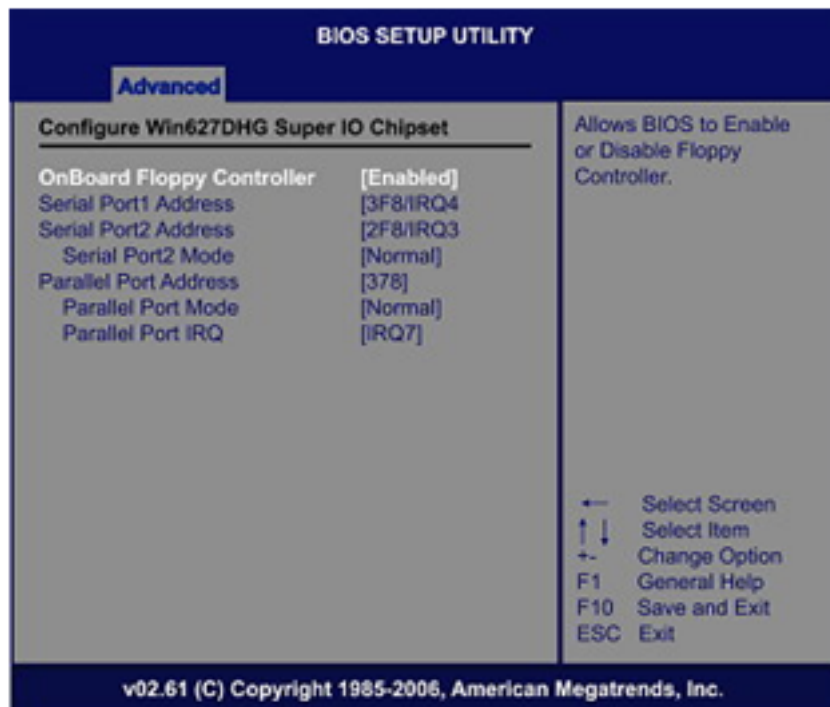 BIOS SETUP UTILITY
Advanced
Configure Win627DHG Super IO Chipset
OnBoard Floppy Controller [Enabled]
Serial Port1 Address [3F8/IRQ4
Serial Port2 Address [2F8/IRQ3
Serial Port2 Mode [Normal]
Parallel Port Address [378]
Parallel Port Mode [Normal]
Parallel Port IRQ [IRQ7]
Allows BIOS to Enable
or Disable Floppy
Controller.
← Select Screen
↑↓ Select Item
+- Change Option
F1 General Help
F10 Save and Exit
ESC Exit
v02.61 (C) Copyright 1985-2006, American Megatrends, Inc.